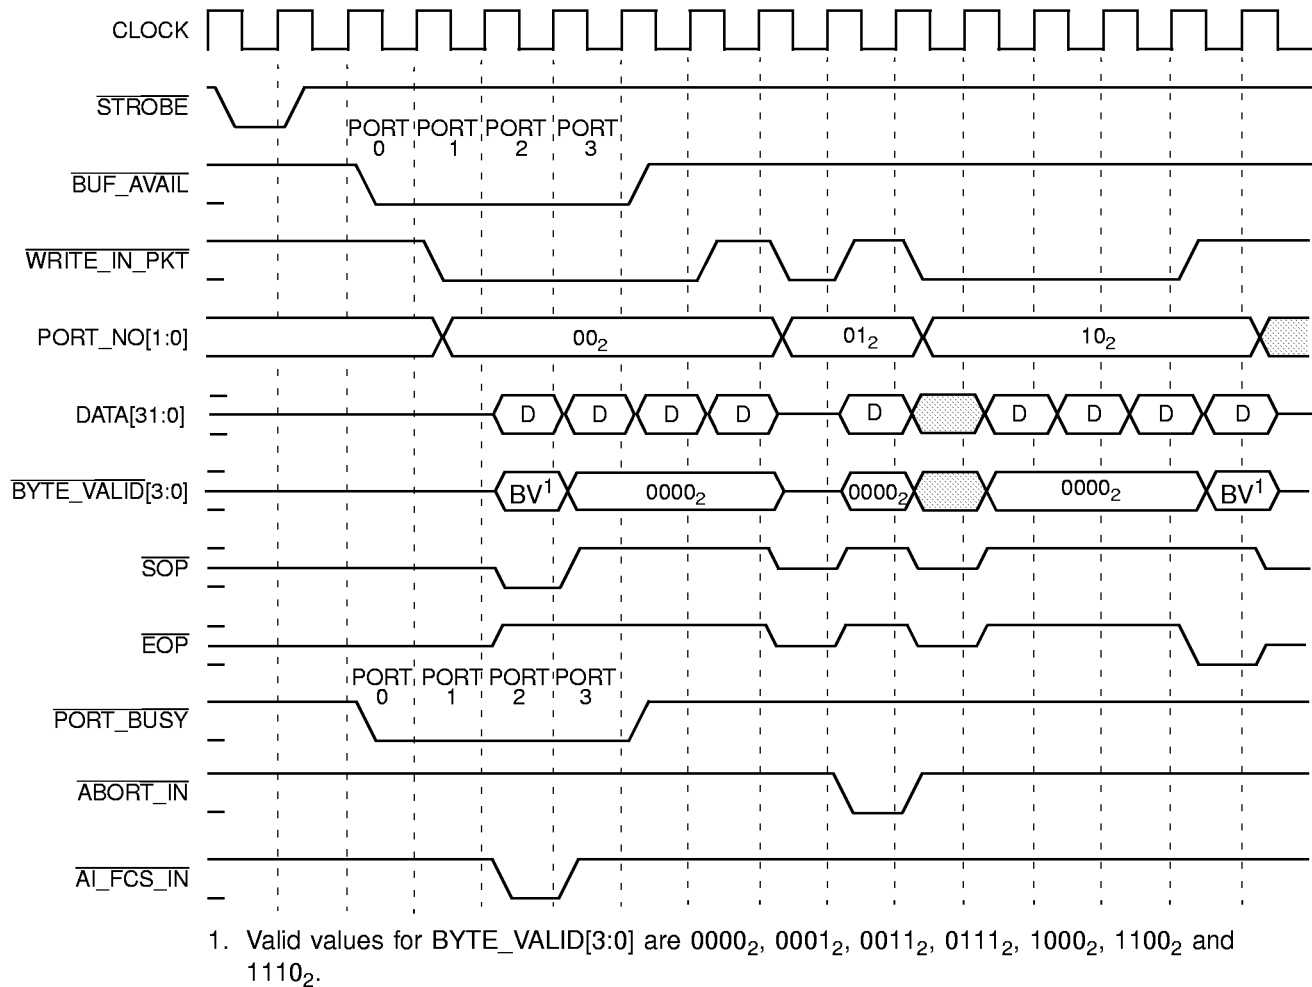 CLOCK
STROBE
PORT PORT PORT PORT
0 1 2 3
BUF_AVAIL
WRITE_IN_PKT
PORT_NO[1:0] 00₂ 01₂ 10₂
DATA[31:0] D D D D D D D D D
BYTE_VALID[3:0] BV¹ 0000₂ 0000₂ 0000₂ BV¹
SOP
EOP
PORT PORT PORT PORT
0 1 2 3
PORT_BUSY
ABORT_IN
AI_FCS_IN
1. Valid values for BYTE_VALID[3:0] are 0000₂, 0001₂, 0011₂, 0111₂, 1000₂, 1100₂ and
1110₂.